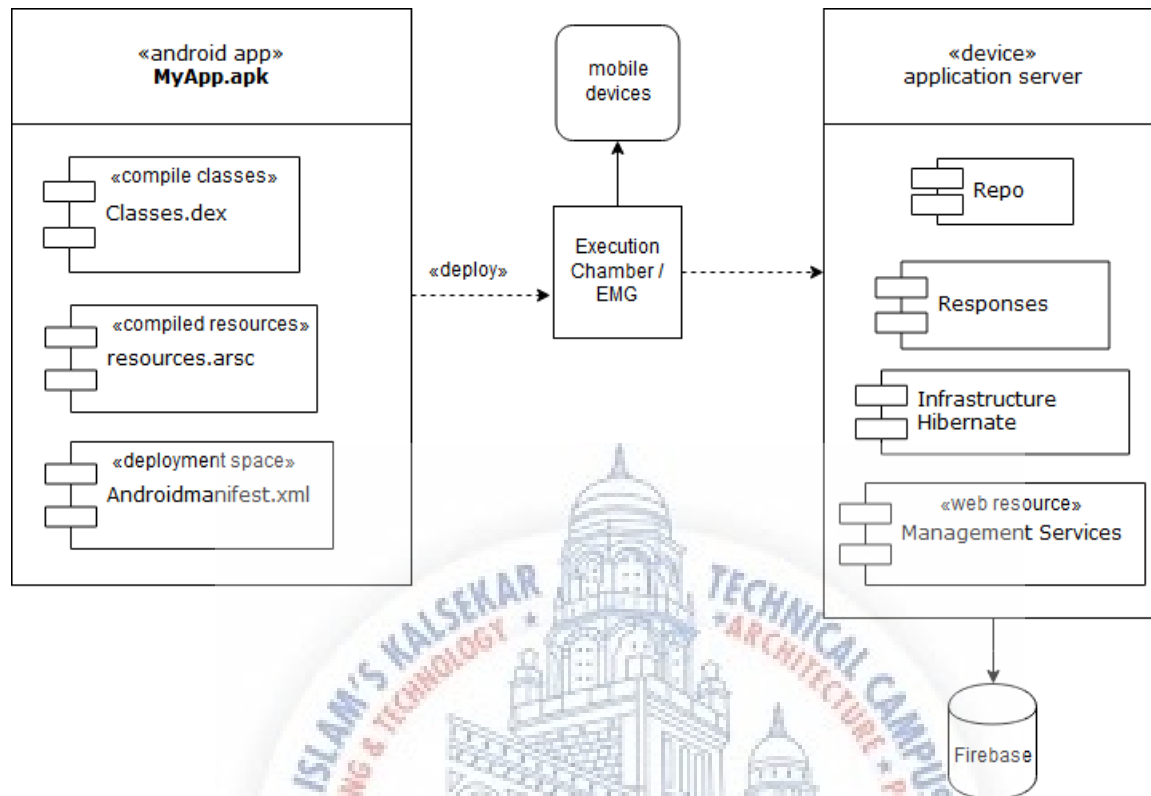 «android app»
MyApp.apk
«compile classes»
Classes.dex
«compiled resources»
resources.arsc
«deployment space»
Androidmanifest.xml
«deploy»
mobile
devices
Execution
Chamber /
EMG
«device»
application server
Repo
Responses
Infrastructure
Hibernate
«web resource»
Management Services
Firebase
ISLAM'S KALSEKAR TECHNICAL CAMPUS
& TECHNOLOGY * * ARCHITECTURE *